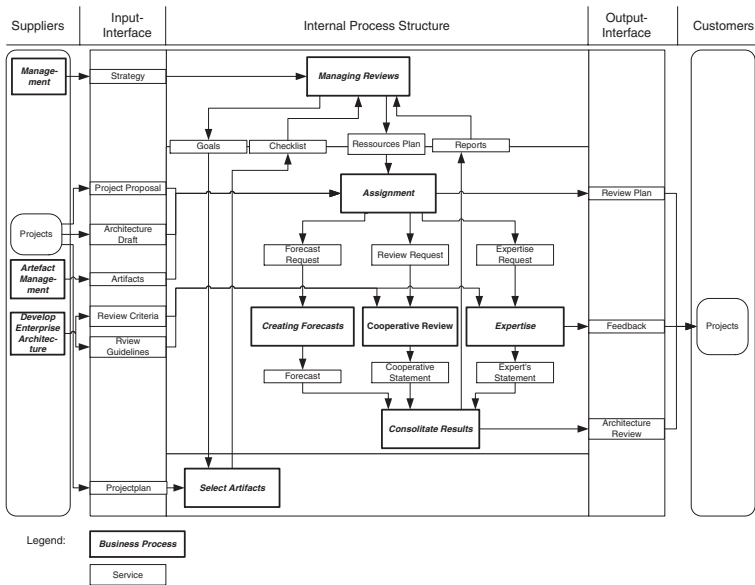 Suppliers
Input-
Interface
Internal Process Structure
Output-
Interface
Customers
Manage-
ment
Strategy
Managing Reviews
Goals
Checklist
Ressources Plan
Reports
Project Proposal
Assignment
Review Plan
Projects
Architecture
Draft
Forecast
Request
Review Request
Expertise
Request
Artefact
Manage-
ment
Artifacts
Develop
Enterprise
Architec-
ture
Review Criteria
Rview
Guidelines
Creating Forecasts
Cooperative Review
Expertise
Feedback
Projects
Forecast
Cooperative
Statement
Expert's
Statement
Consolitate Results
Architecture
Review
Projectplan
Select Artifacts
Legend:
Business Process
Service